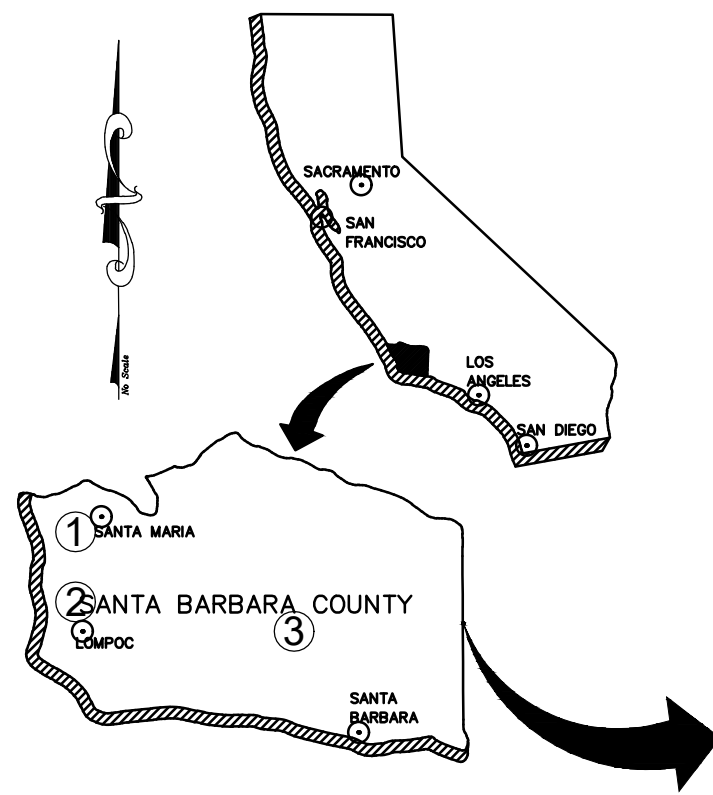 SACRAMENTO
SAN
FRANCISCO
No Scale
LOS
ANGELES
SAN DIEGO
1
SANTA MARIA
2
SANTA BARBARA COUNTY
3
LOMPOC
SANTA
BARBARA